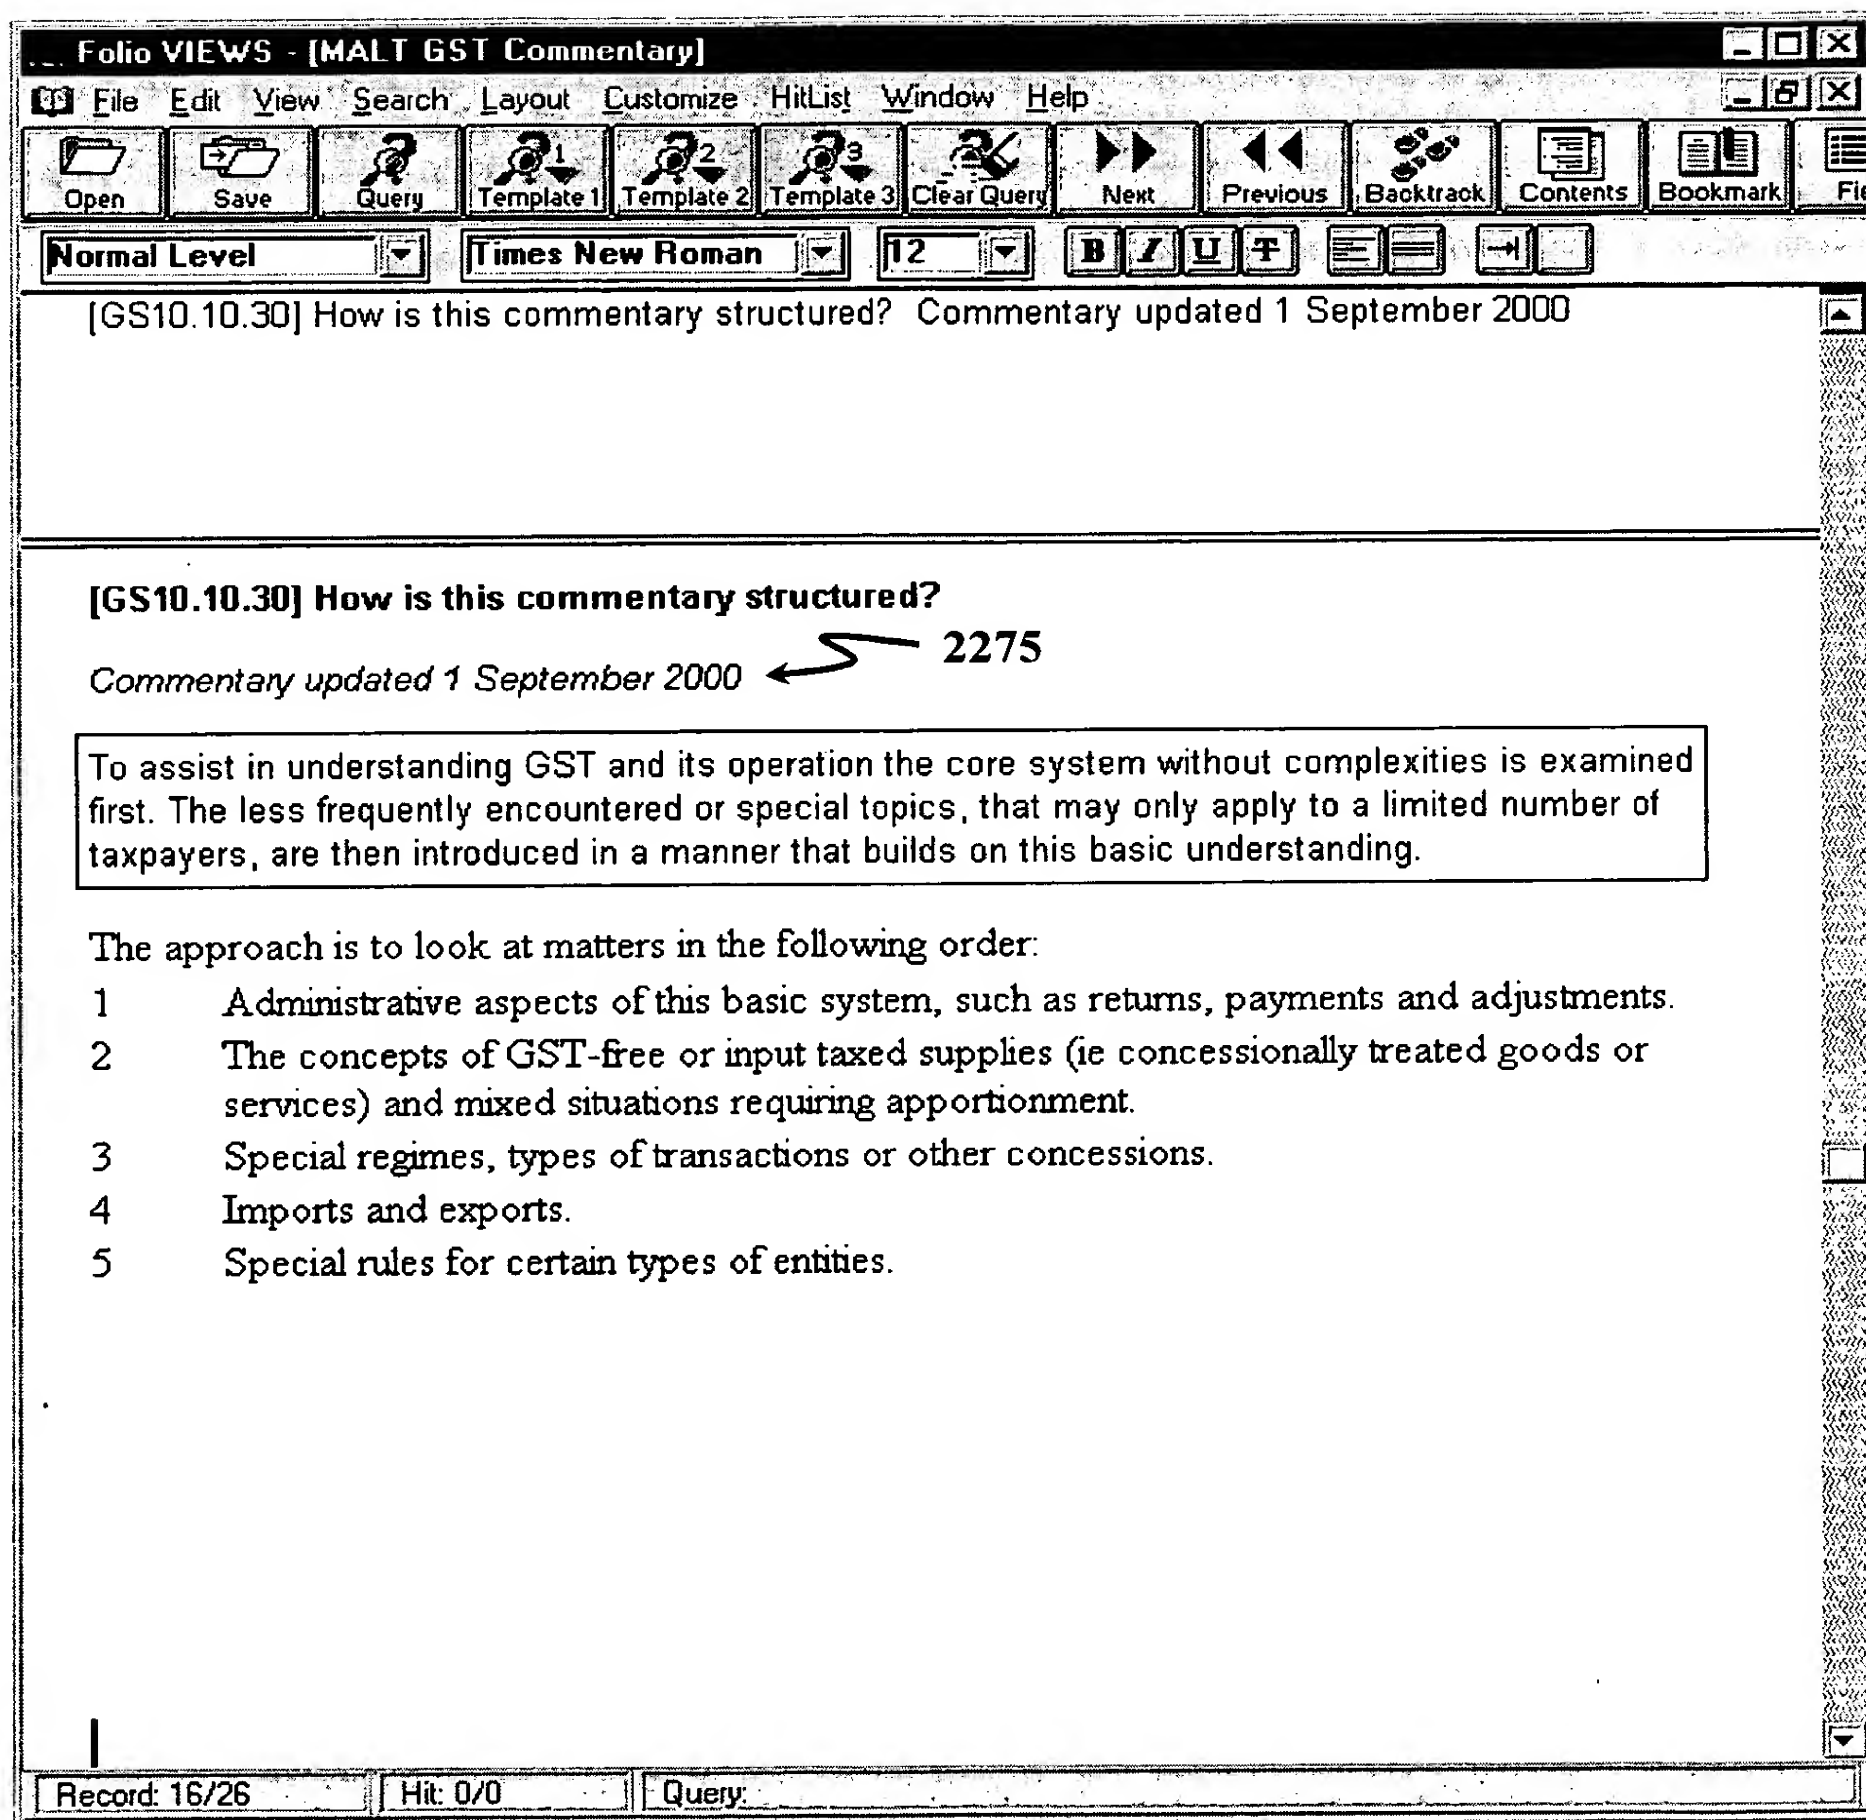 Folio VIEWS - [MALT GST Commentary]
File Edit View Search Layout Customize HitList Window Help
Open Save Query Template 1 Template 2 Template 3 Clear Query Next Previous Backtrack Contents Bookmark Fie
Normal Level Times New Roman 12 B I U T
[GS10.10.30] How is this commentary structured? Commentary updated 1 September 2000
[GS10.10.30] How is this commentary structured?
2275
Commentary updated 1 September 2000
To assist in understanding GST and its operation the core system without complexities is examined
first. The less frequently encountered or special topics, that may only apply to a limited number of
taxpayers, are then introduced in a manner that builds on this basic understanding.
The approach is to look at matters in the following order:
1 Administrative aspects of this basic system, such as returns, payments and adjustments.
2 The concepts of GST-free or input taxed supplies (ie concessionally treated goods or
services) and mixed situations requiring apportionment.
3 Special regimes, types of transactions or other concessions.
4 Imports and exports.
5 Special rules for certain types of entities.
Record: 16/26 Hit: 0/0 Query: